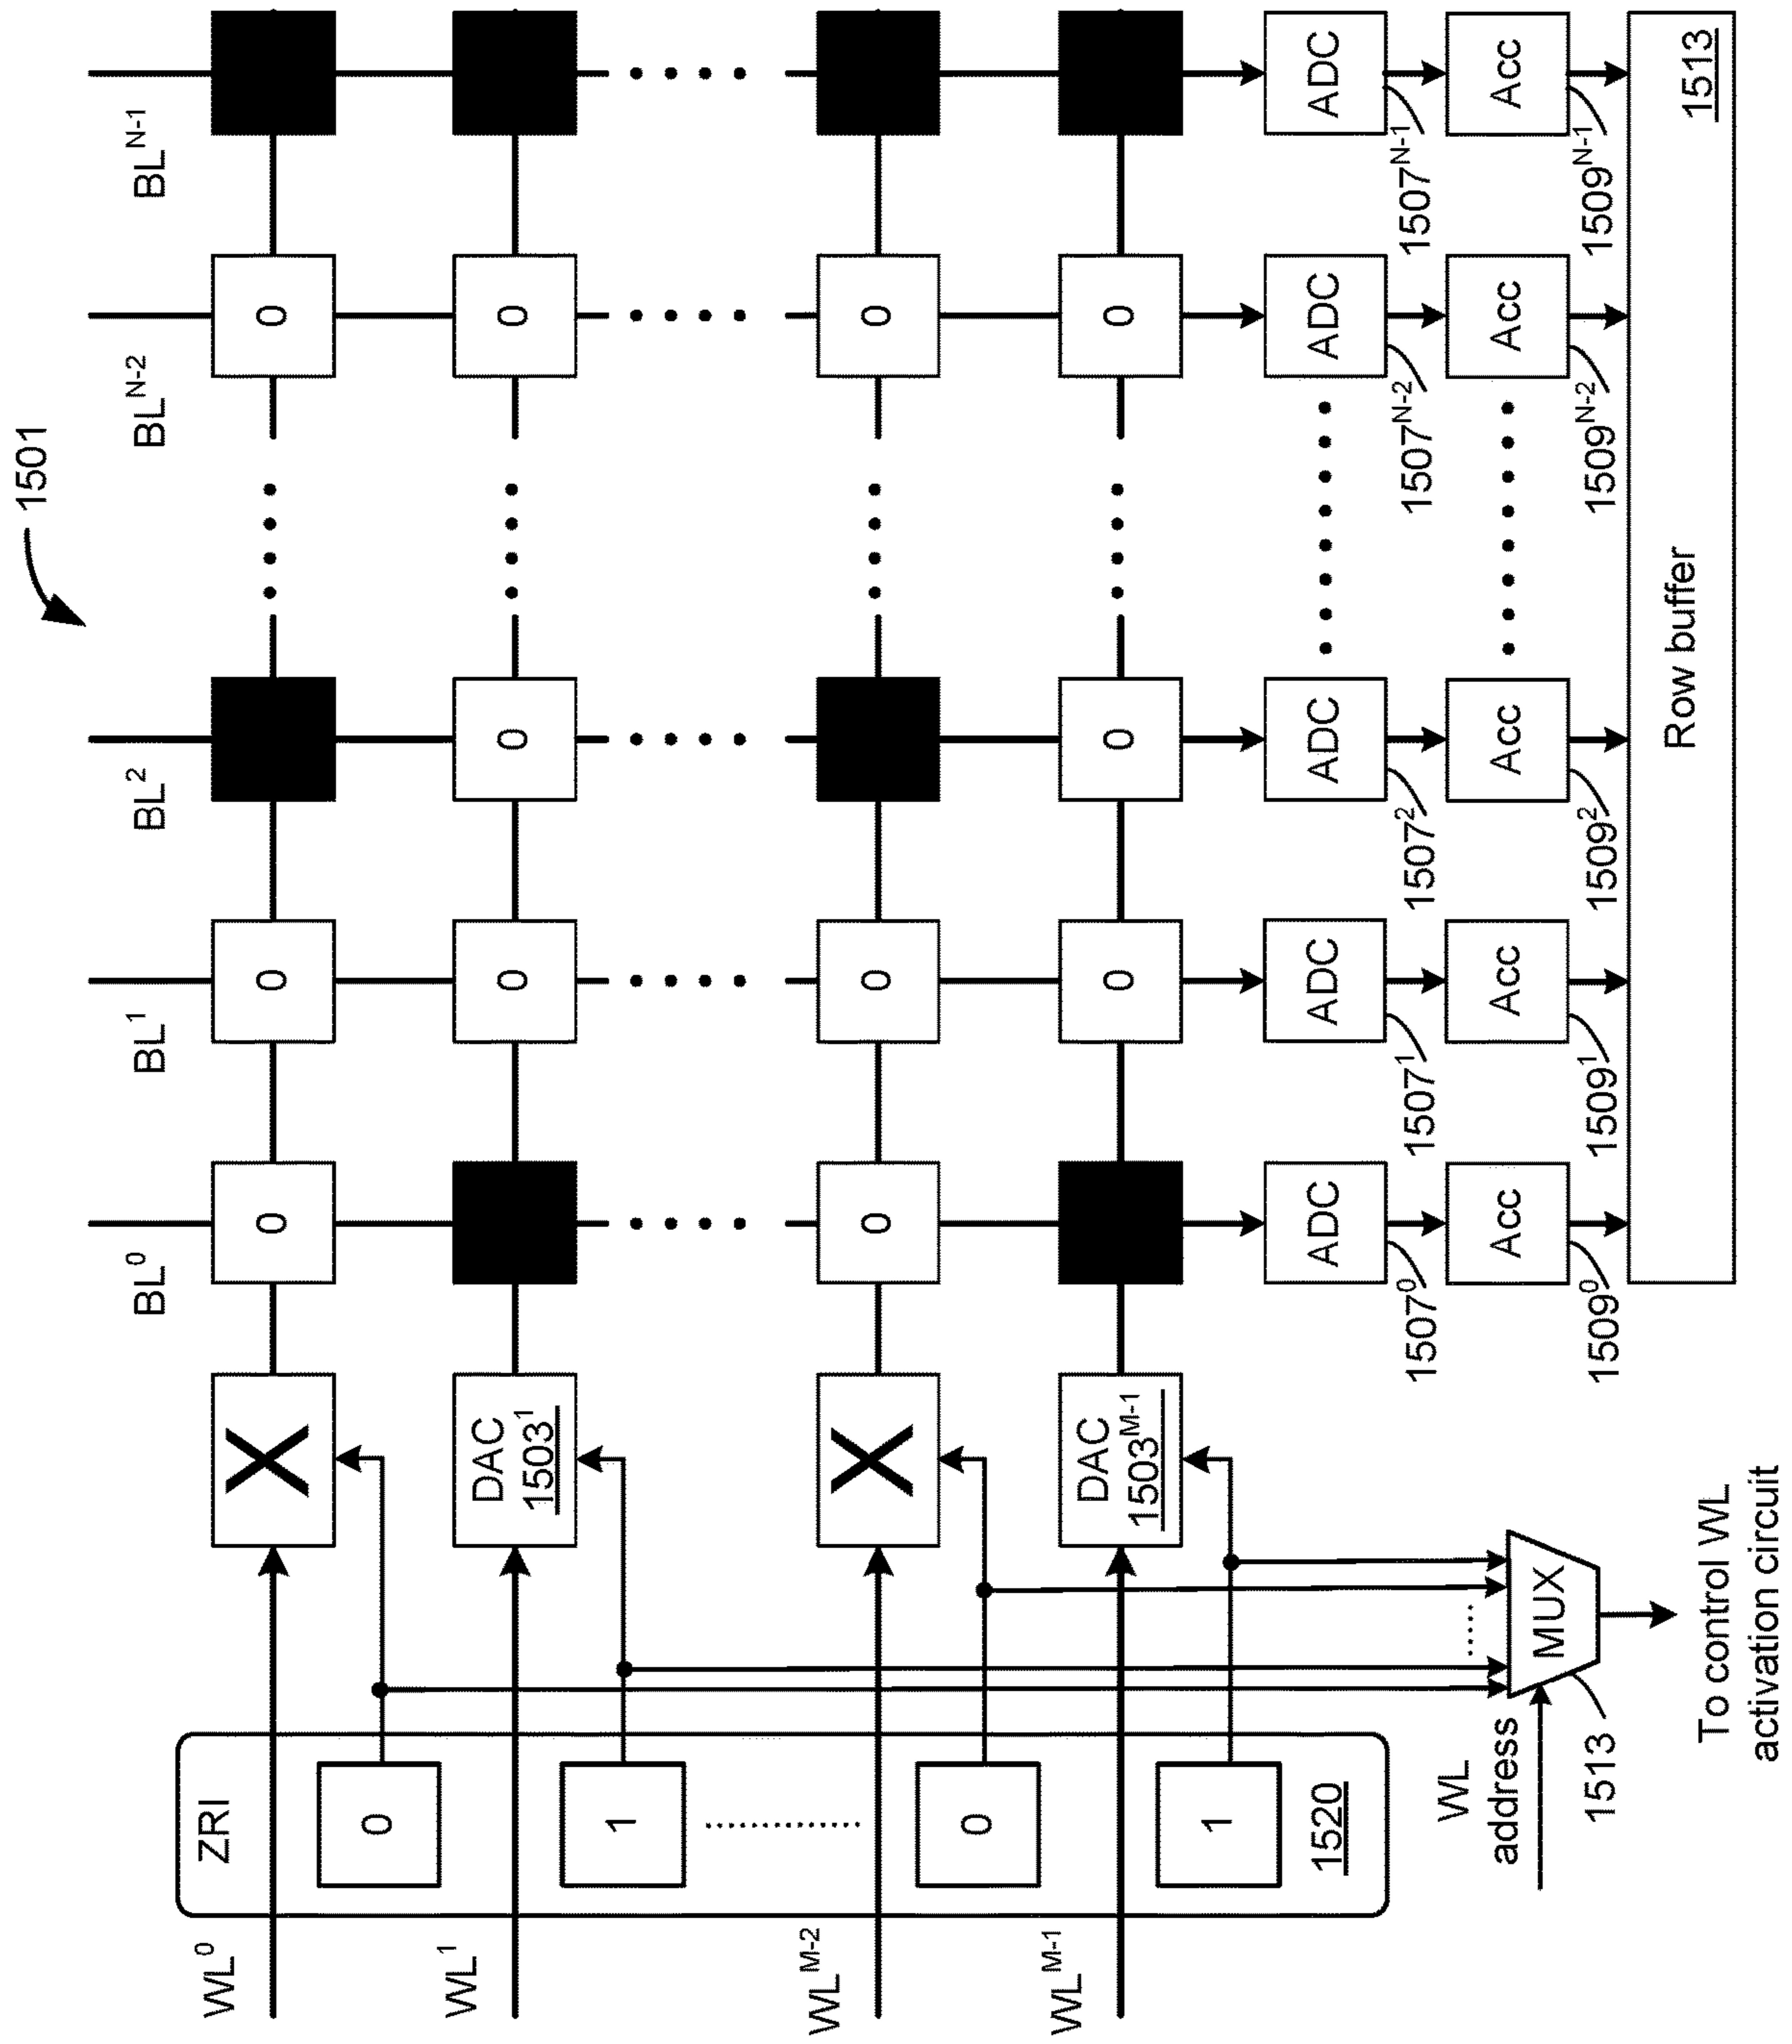 1501
BL⁰ BL¹ BL² BLᴺ⁻² BLᴺ⁻¹
WL⁰ ZRI
X 0 0 0
0
WL¹ DAC
1503¹ 0 0 0
1
WLᴹ⁻² X 0 0 0
0
WLᴹ⁻¹ DAC
1503ᴹ⁻¹ 0 0 0
1
1520
ADC ADC ADC ADC ADC
1507⁰ 1507¹ 1507² 1507ᴺ⁻² 1507ᴺ⁻¹
WL
address
MUX
Acc Acc Acc Acc Acc
1513
1509⁰ 1509¹ 1509² 1509ᴺ⁻² 1509ᴺ⁻¹
Row buffer 1513
To control WL
activation circuit